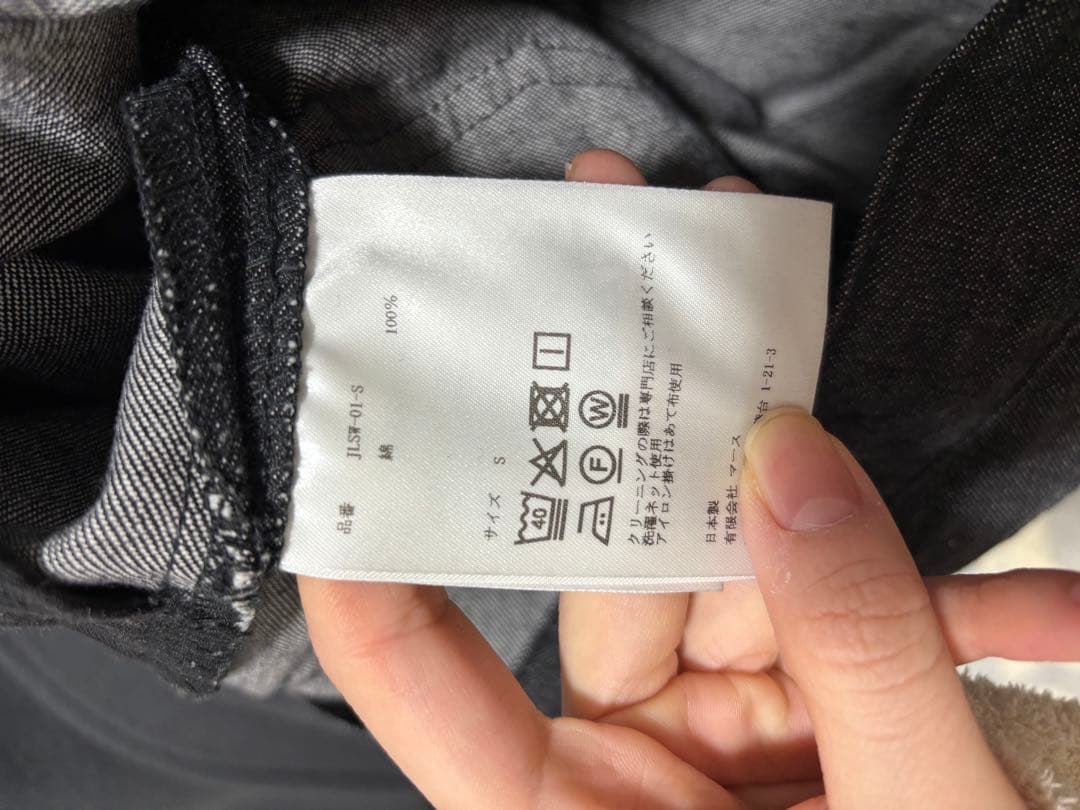 品番 JLSW-01-S
綿 100%
サイズ S
40
F W
クリーニングの際は専門店にご相談ください
洗濯ネット使用
アイロン掛けはあて布使用
日本製
有限会社 マース 台 1-21-3